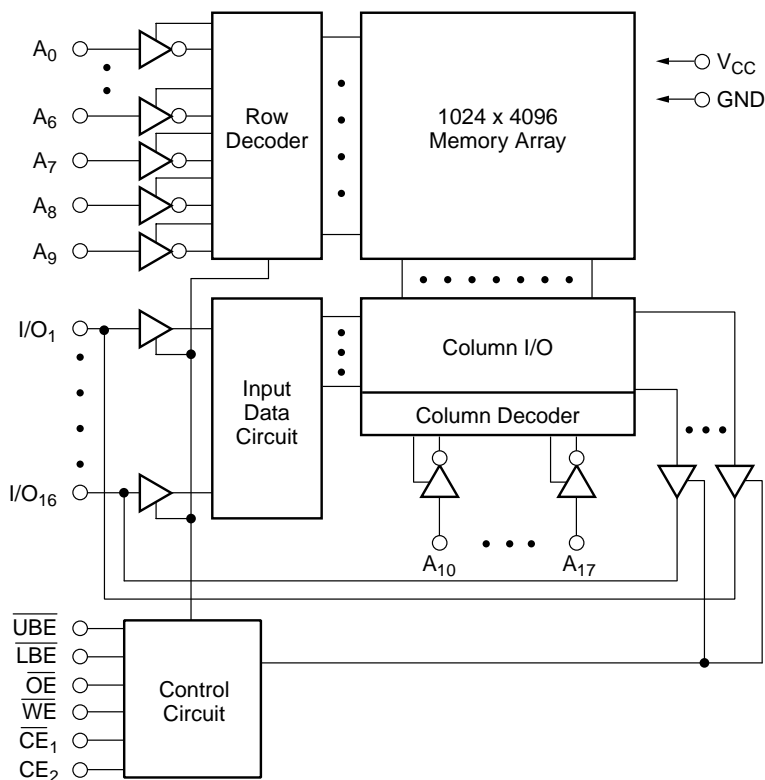 A0
A6
A7
A8
A9
Row
Decoder
1024 x 4096
Memory Array
VCC
GND
I/O1
I/O16
Input
Data
Circuit
Column I/O
Column Decoder
A10
A17
UBE
LBE
OE
WE
CE1
CE2
Control
Circuit